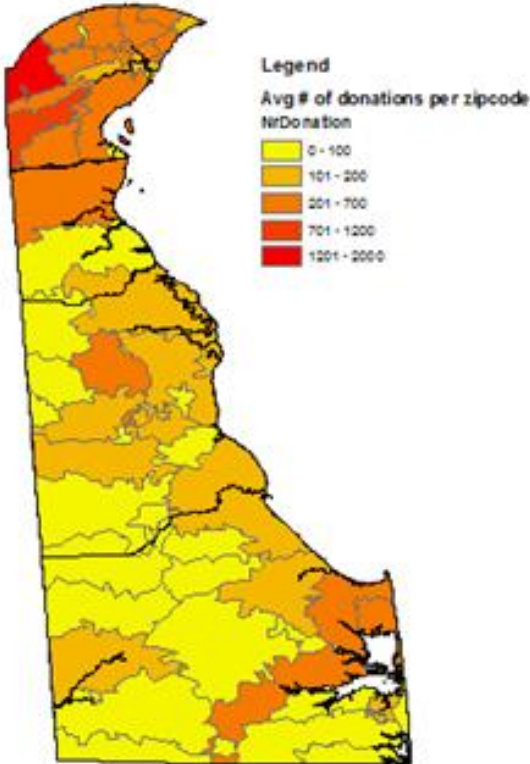 Legend
Avg # of donations per zipcode
NrDonation
0 - 100
101 - 200
201 - 700
701 - 1200
1201 - 2000